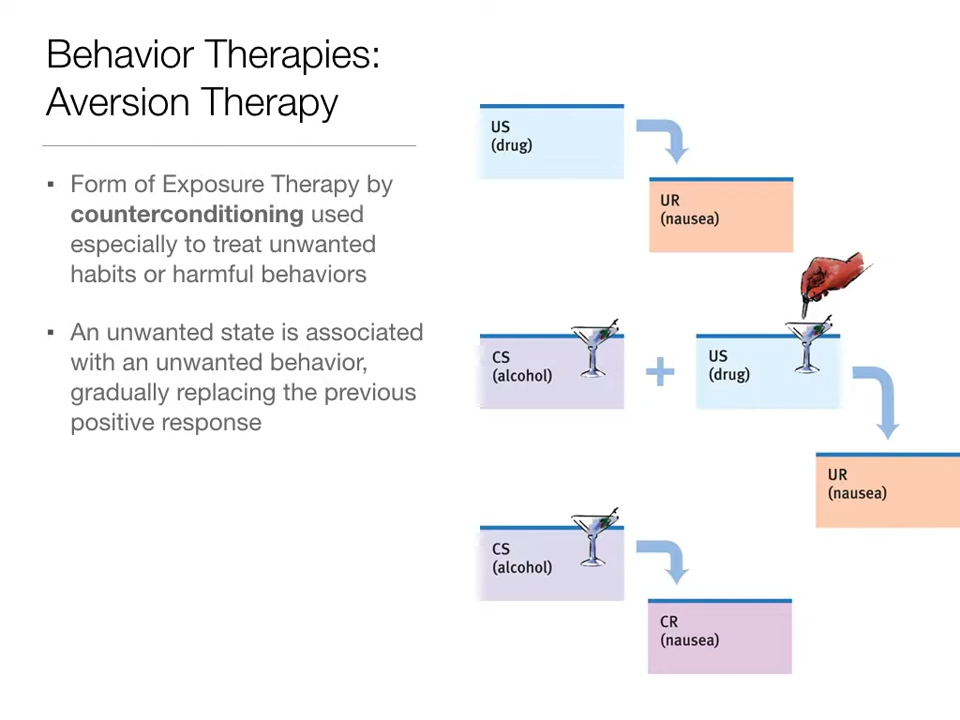 Behavior Therapies:
Aversion Therapy
▪ Form of Exposure Therapy by
counterconditioning used
especially to treat unwanted
habits or harmful behaviors
▪ An unwanted state is associated
with an unwanted behavior,
gradually replacing the previous
positive response
US
(drug)
UR
(nausea)
CS
(alcohol)
+
US
(drug)
UR
(nausea)
CS
(alcohol)
CR
(nausea)